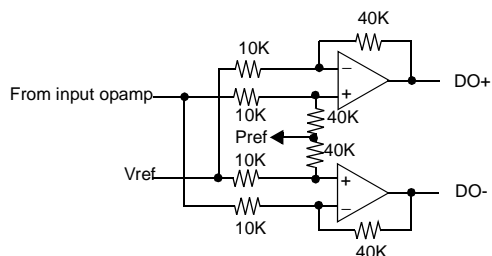 40K
10K
−
DO+
From input opamp
10K
+
40K
Pref
40K
10K
Vref
+
DO-
−
10K
40K